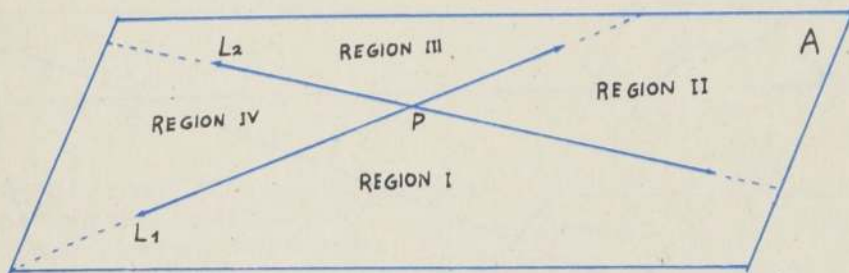 L2
REGION III
A
REGION II
REGION IV
P
REGION I
L1